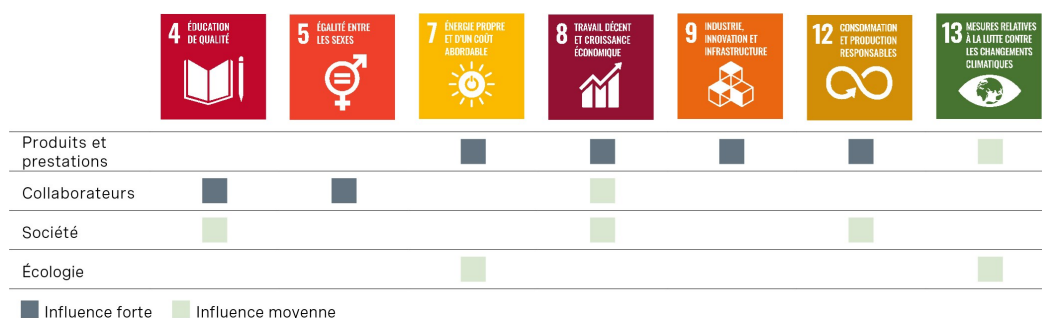 4 ÉDUCATION
DE QUALITÉ
5 ÉGALITÉ ENTRE
LES SEXES
7 ÉNERGIE PROPRE
ET D'UN COÛT
ABORDABLE
8 TRAVAIL DÉCENT
ET CROISSANCE
ÉCONOMIQUE
9 INDUSTRIE,
INNOVATION ET
INFRASTRUCTURE
12 CONSOMMATION
ET PRODUCTION
RESPONSABLES
13 MESURES RELATIVES
À LA LUTTE CONTRE
LES CHANGEMENTS
CLIMATIQUES
Produits et
prestations
Collaborateurs
Société
Écologie
Influence forte Influence moyenne